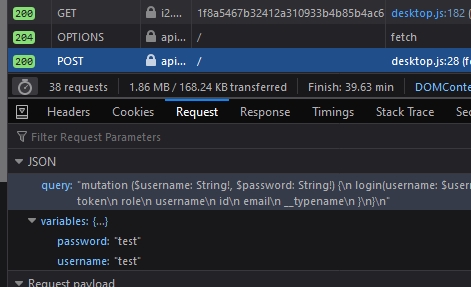 200 GET i2.... 1f8a5467b32412a310933b4b85b4ac6 desktop.js:182 (
204 OPTIONS api... / fetch
200 POST api... / desktop.js:28 (fe
38 requests 1.86 MB / 168.24 KB transferred Finish: 39.63 min DOMConte
Headers Cookies Request Response Timings Stack Trace Security
Filter Request Parameters
JSON
query: "mutation ($username: String!, $password: String!) {\n login(username: $usern
token\n role\n username\n id\n email\n __typename\n }\n}\n"
variables: {...}
password: "test"
username: "test"
Request payload